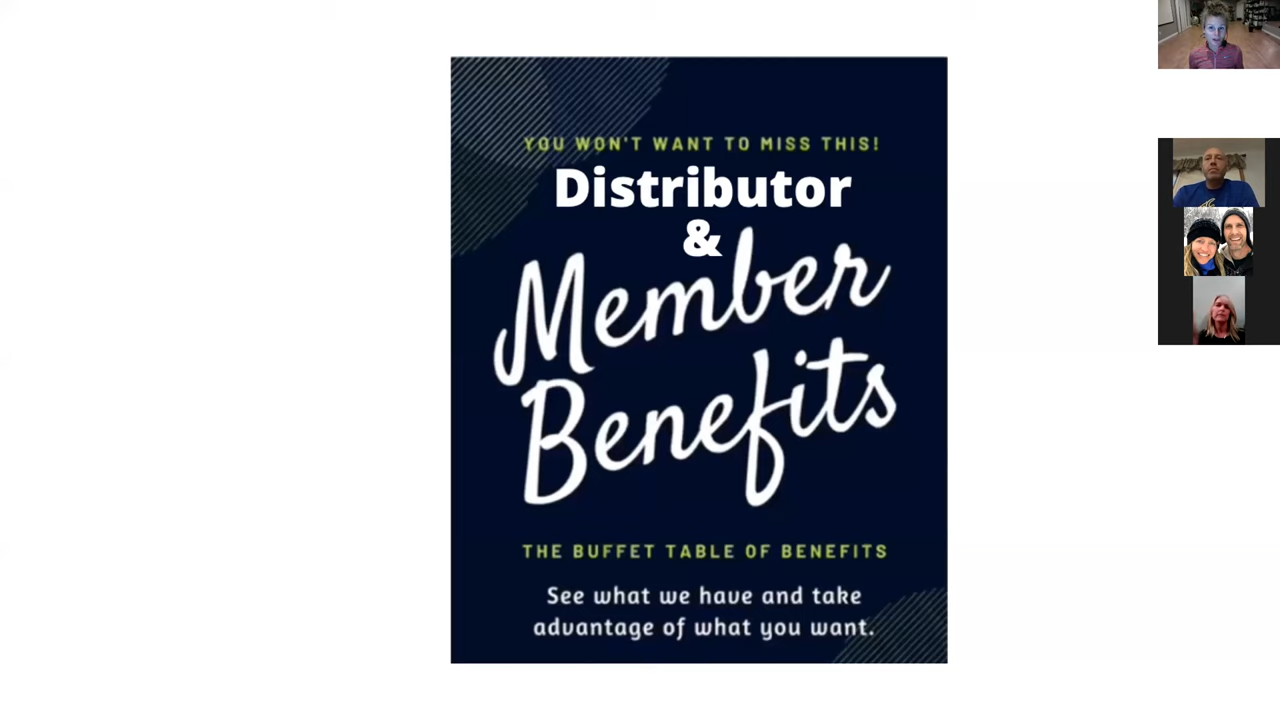 YOU WON'T WANT TO MISS THIS!
Distributor
&
Member
Benefits
THE BUFFET TABLE OF BENEFITS
See what we have and take
advantage of what you want.